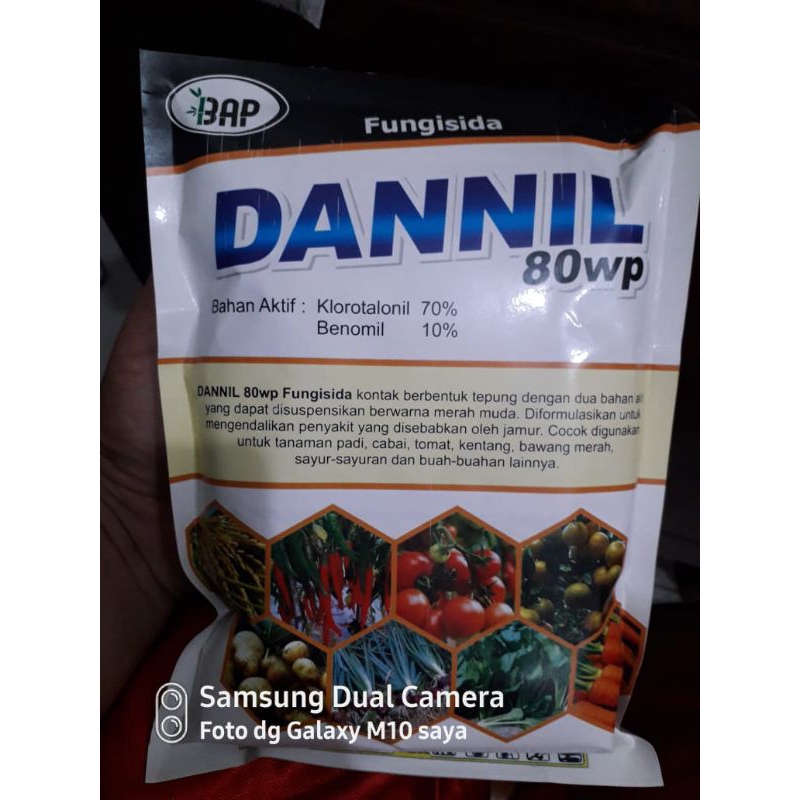 BAP
Fungisida
DANNIL
80wp
Bahan Aktif : Klorotalonil 70%
Benomil 10%
DANNIL 80wp Fungisida kontak berbentuk tepung dengan dua bahan
yang dapat disuspensikan berwarna merah muda. Diformulasikan untuk
mengendalikan penyakit yang disebabkan oleh jamur. Cocok digunakan
untuk tanaman padi, cabai, tomat, kentang, bawang merah,
sayur-sayuran dan buah-buahan lainnya.
Samsung Dual Camera
Foto dg Galaxy M10 saya